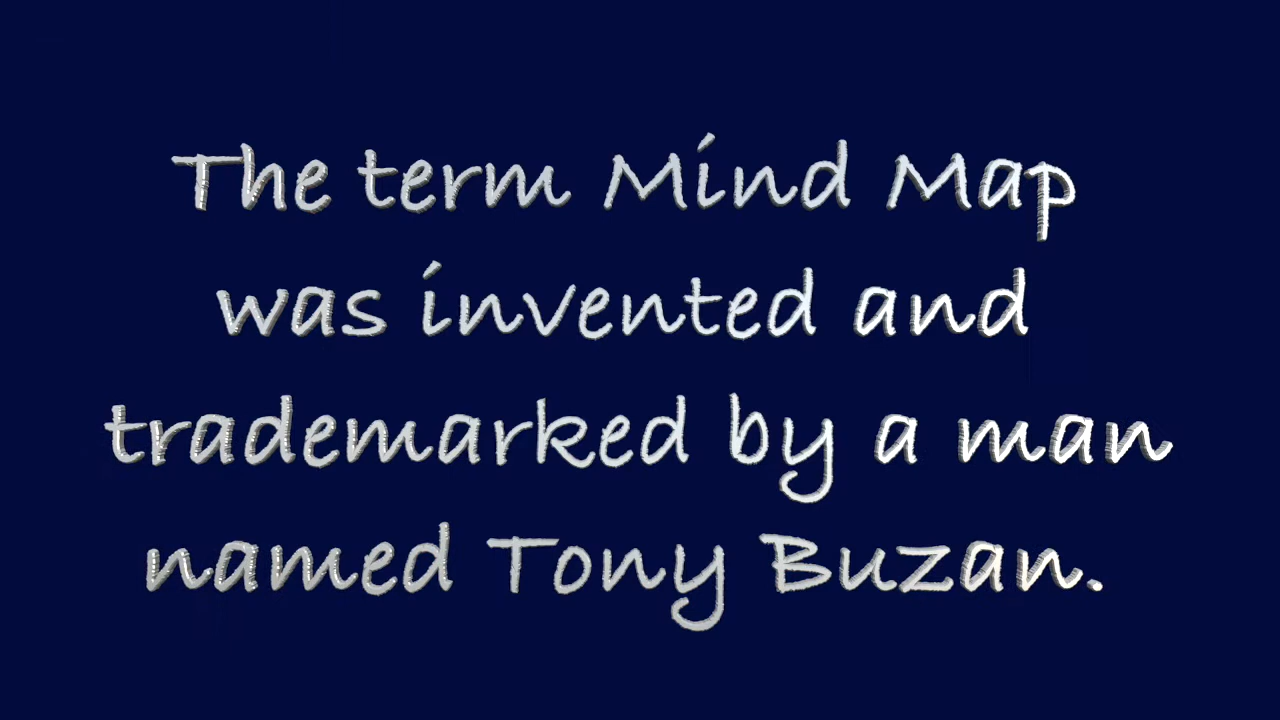 The term Mind Map
was invented and
trademarked by a man
named Tony Buzan.